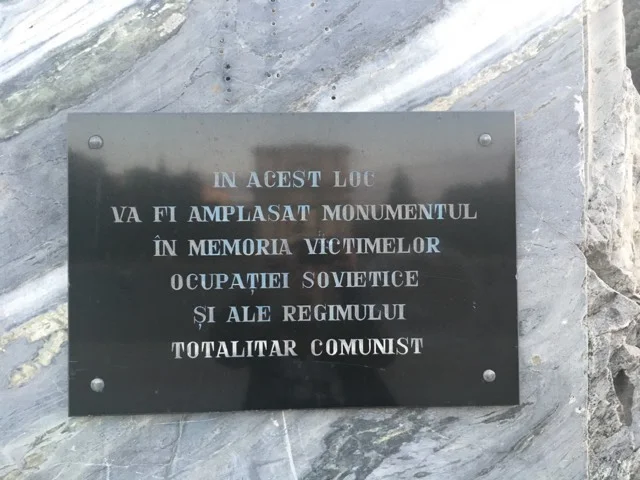 IN ACEST LOC
VA FI AMPLASAT MONUMENTUL
ÎN MEMORIA VICTIMELOR
OCUPAȚIEI SOVIETICE
ȘI ALE REGIMULUI
TOTALITAR COMUNIST